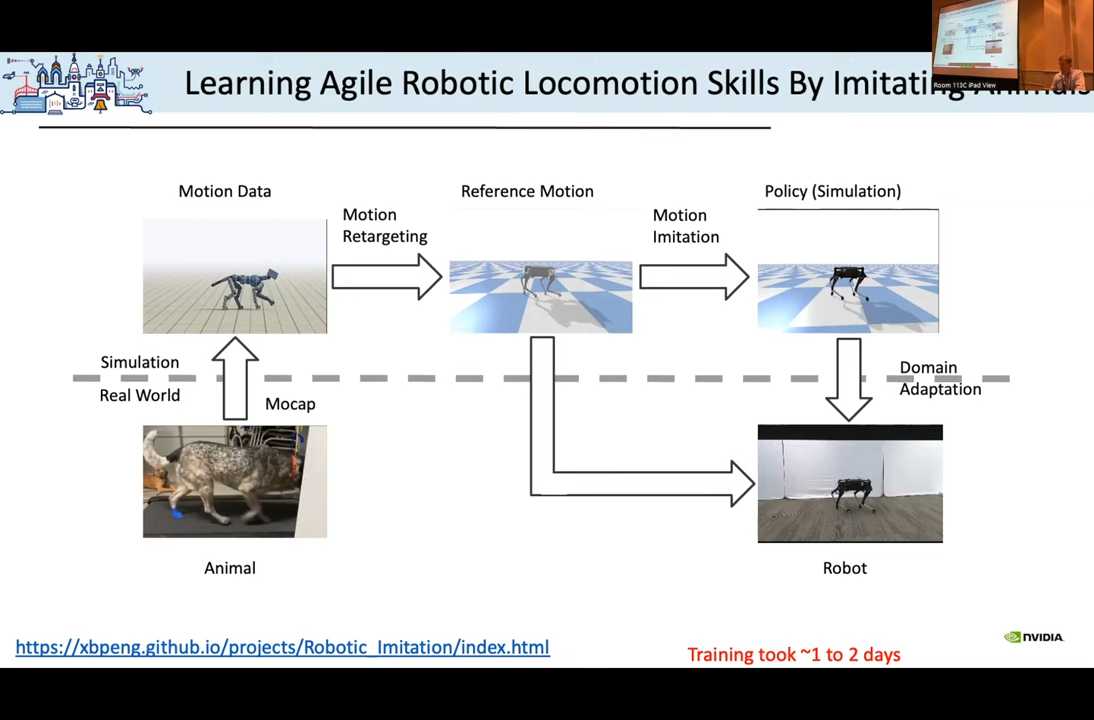 Learning Agile Robotic Locomotion Skills By Imitating Animals
Room 113C iPad View
Motion Data
Reference Motion
Policy (Simulation)
Motion
Retargeting
Motion
Imitation
Simulation
Real World
Mocap
Domain
Adaptation
Animal
Robot
https://xbpeng.github.io/projects/Robotic_Imitation/index.html
NVIDIA
Training took ~1 to 2 days